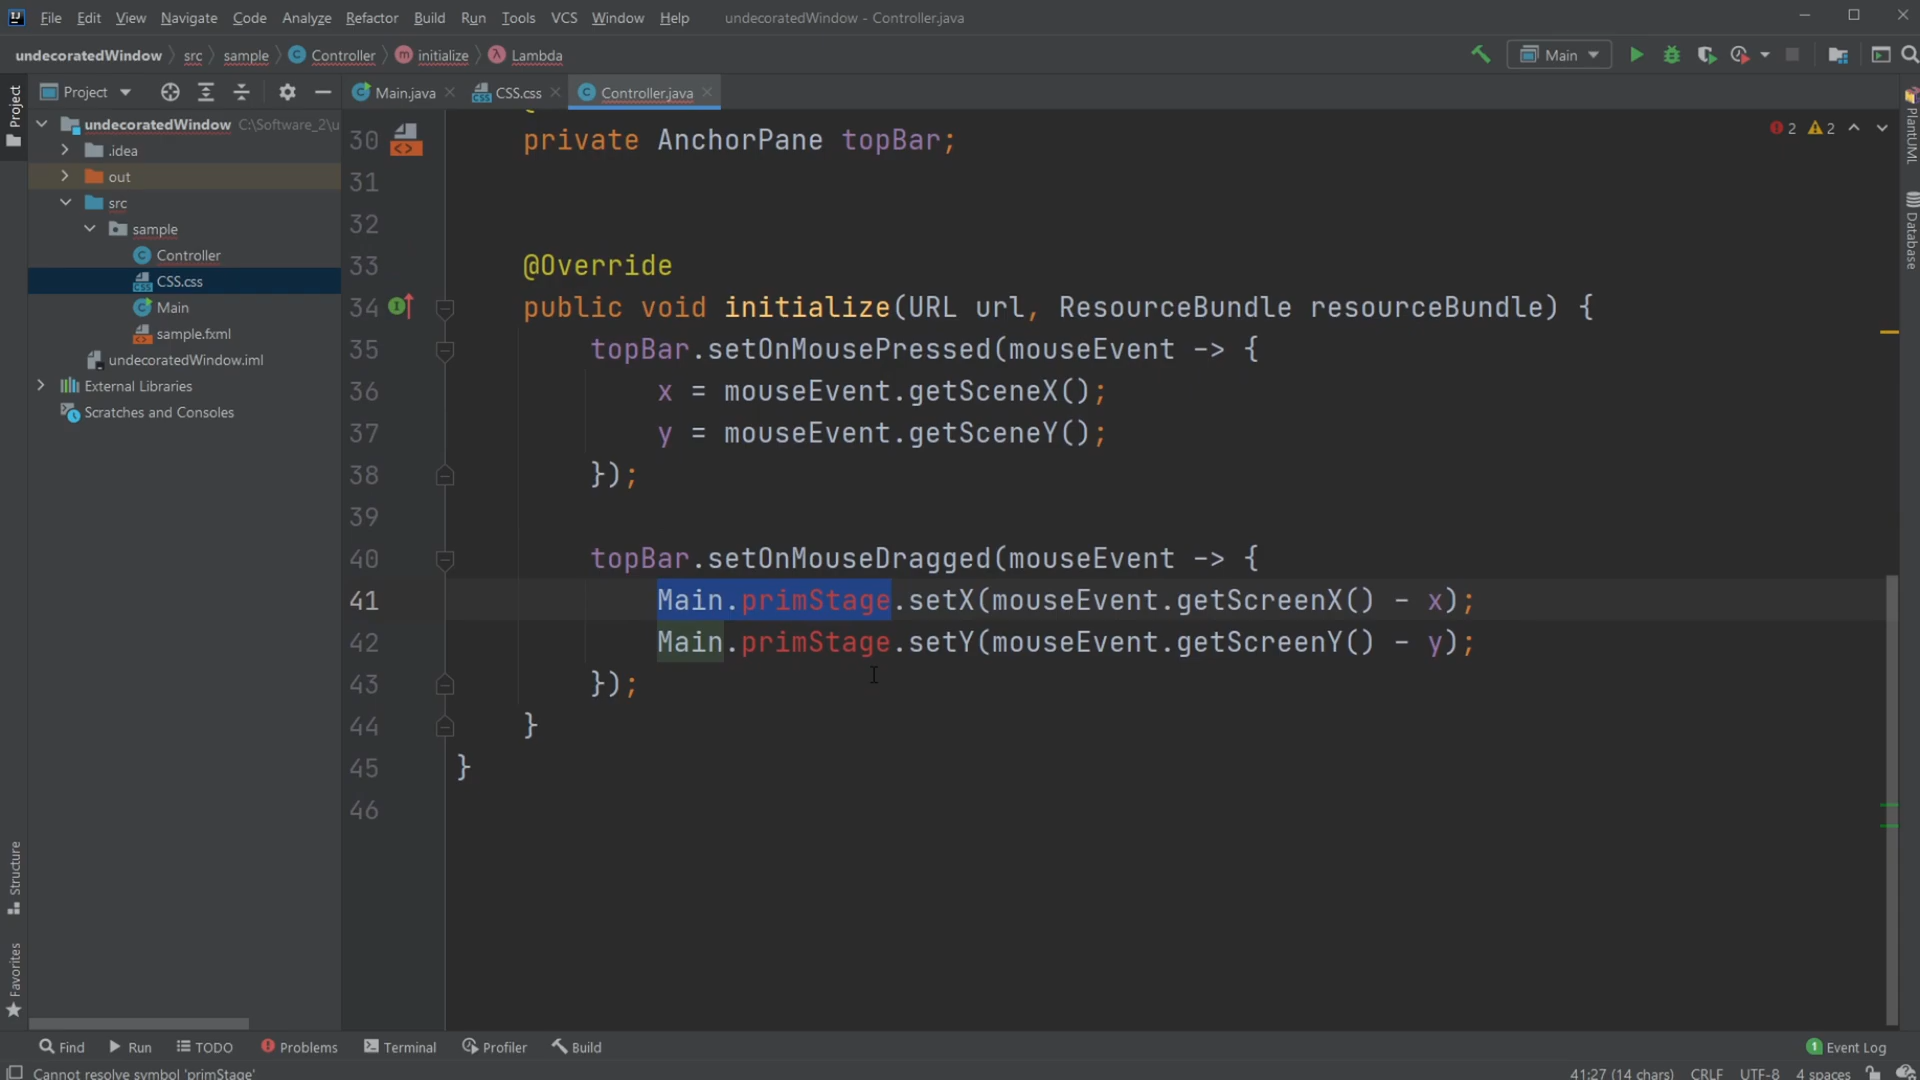 File Edit View Navigate Code Analyze Refactor Build Run Tools VCS Window Help undecoratedWindow - Controller.java
undecoratedWindow src sample Controller initialize Lambda Main
Project Main.java CSS.css Controller.java
Project
undecoratedWindow C:\Software_2\u
.idea
out
src
sample
Controller
CSS.css
Main
sample.fxml
undecoratedWindow.iml
External Libraries
Scratches and Consoles
Structure
Favorites
2 2
30 private AnchorPane topBar;
31
32
33 @Override
34 public void initialize(URL url, ResourceBundle resourceBundle) {
35 topBar.setOnMousePressed(mouseEvent -> {
36 x = mouseEvent.getSceneX();
37 y = mouseEvent.getSceneY();
38 });
39
40 topBar.setOnMouseDragged(mouseEvent -> {
41 Main.primStage.setX(mouseEvent.getScreenX() - x);
42 Main.primStage.setY(mouseEvent.getScreenY() - y);
43 });
44 }
45 }
46
PlantUML
Database
Find Run TODO Problems Terminal Profiler Build 1 Event Log
Cannot resolve symbol 'primStage' 41:27 (14 chars) CRLF UTF-8 4 spaces